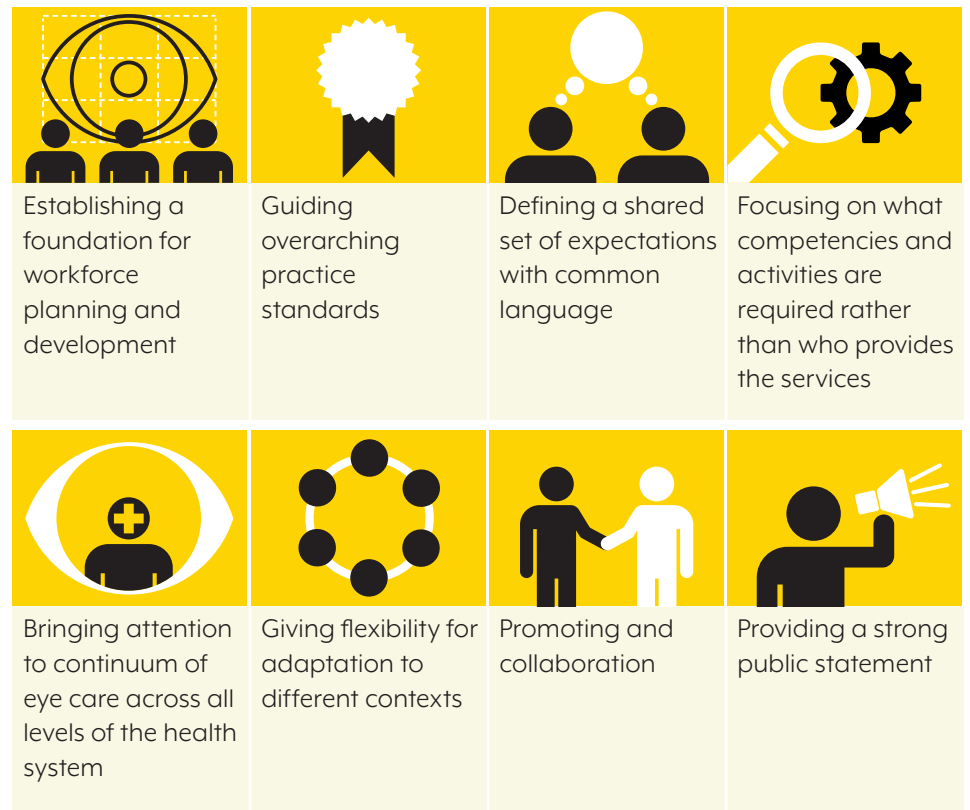 Establishing a
foundation for
workforce
planning and
development
Guiding
overarching
practice
standards
Defining a shared
set of expectations
with common
language
Focusing on what
competencies and
activities are
required rather
than who provides
the services
Bringing attention
to continuum of
eye care across all
levels of the health
system
Giving flexibility for
adaptation to
different contexts
Promoting and
collaboration
Providing a strong
public statement